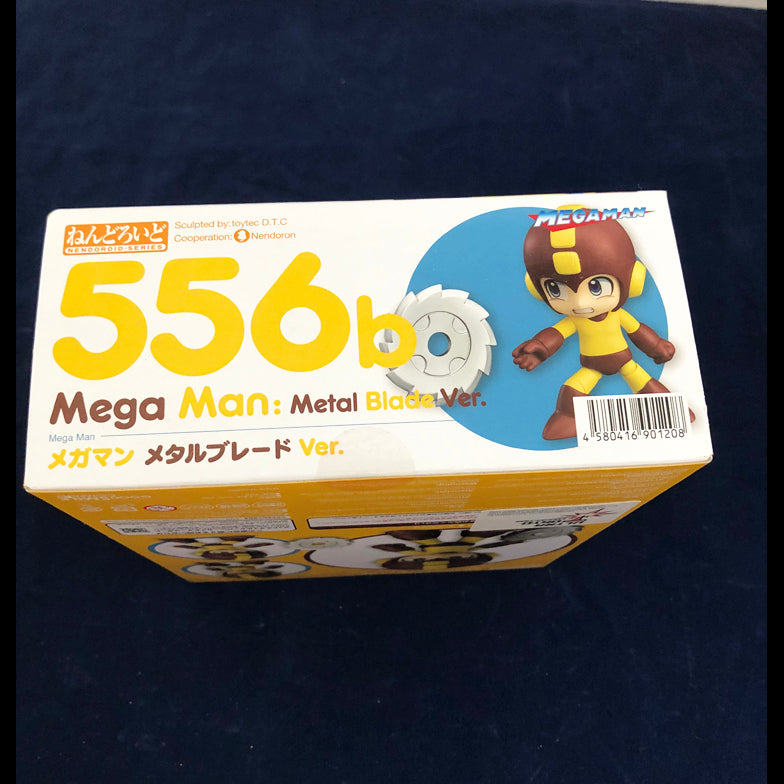 ねんどろいど
NENDOROID-SERIES
Sculpted by:toytec D.T.C
Cooperation: Nendoron
MEGAMAN
556b
Mega Man: Metal Blade Ver.
Mega Man
メガマン メタルブレード Ver.
4 580416 901208